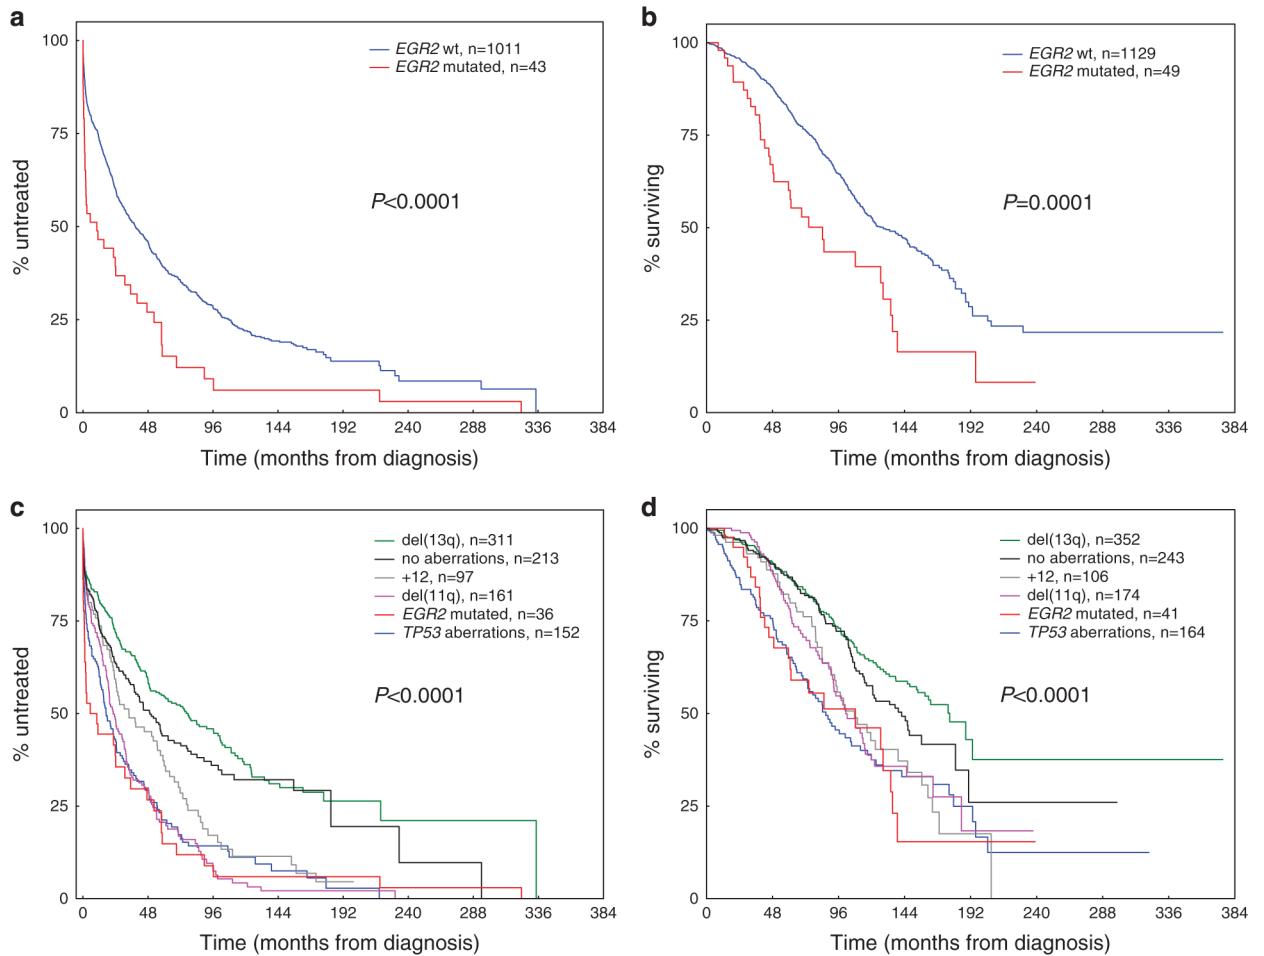 a
% untreated
100
75
50
25
0
EGR2 wt, n=1011
EGR2 mutated, n=43
P<0.0001
0 48 96 144 192 240 288 336 384
Time (months from diagnosis)
b
% surviving
100
75
50
25
0
EGR2 wt, n=1129
EGR2 mutated, n=49
P=0.0001
0 48 96 144 192 240 288 336 384
Time (months from diagnosis)
c
% untreated
100
75
50
25
0
del(13q), n=311
no aberrations, n=213
+12, n=97
del(11q), n=161
EGR2 mutated, n=36
TP53 aberrations, n=152
P<0.0001
0 48 96 144 192 240 288 336 384
Time (months from diagnosis)
d
% surviving
100
75
50
25
0
del(13q), n=352
no aberrations, n=243
+12, n=106
del(11q), n=174
EGR2 mutated, n=41
TP53 aberrations, n=164
P<0.0001
0 48 96 144 192 240 288 336 384
Time (months from diagnosis)